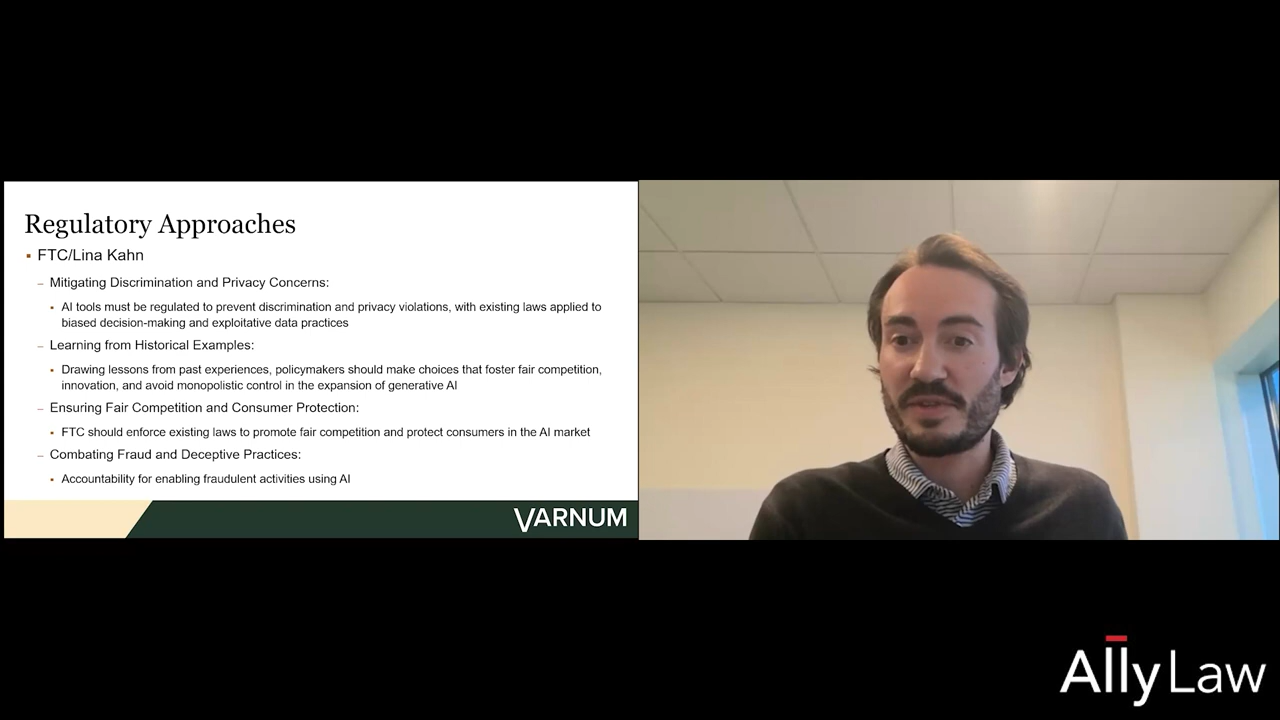 Regulatory Approaches
▪ FTC/Lina Kahn
– Mitigating Discrimination and Privacy Concerns:
▪ AI tools must be regulated to prevent discrimination and privacy violations, with existing laws applied to
biased decision-making and exploitative data practices
– Learning from Historical Examples:
▪ Drawing lessons from past experiences, policymakers should make choices that foster fair competition,
innovation, and avoid monopolistic control in the expansion of generative AI
– Ensuring Fair Competition and Consumer Protection:
▪ FTC should enforce existing laws to promote fair competition and protect consumers in the AI market
– Combating Fraud and Deceptive Practices:
▪ Accountability for enabling fraudulent activities using AI
VARNUM
Ally Law